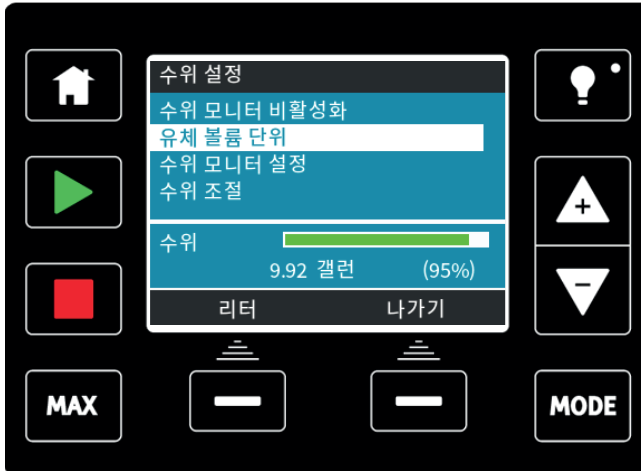 수위 설정
수위 모니터 비활성화
유체 볼륨 단위
수위 모니터 설정
수위 조절
수위
9.92 갤런 (95%)
리터 나가기
MAX
MODE